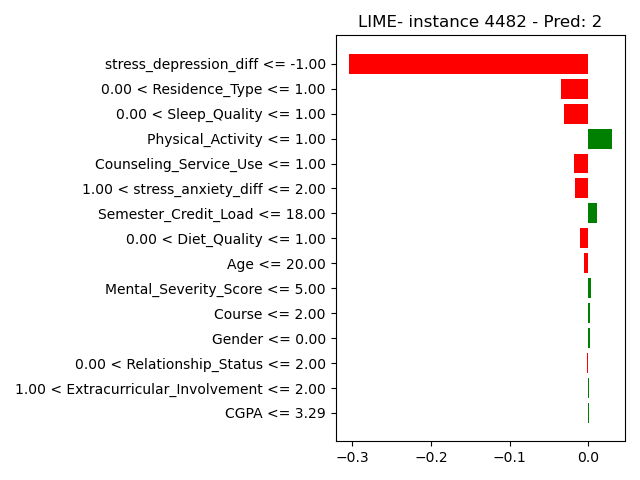 LIME- instance 4482 - Pred: 2
stress_depression_diff <= -1.00
0.00 < Residence_Type <= 1.00
0.00 < Sleep_Quality <= 1.00
Physical_Activity <= 1.00
Counseling_Service_Use <= 1.00
1.00 < stress_anxiety_diff <= 2.00
Semester_Credit_Load <= 18.00
0.00 < Diet_Quality <= 1.00
Age <= 20.00
Mental_Severity_Score <= 5.00
Course <= 2.00
Gender <= 0.00
0.00 < Relationship_Status <= 2.00
1.00 < Extracurricular_Involvement <= 2.00
CGPA <= 3.29
−0.3 −0.2 −0.1 0.0